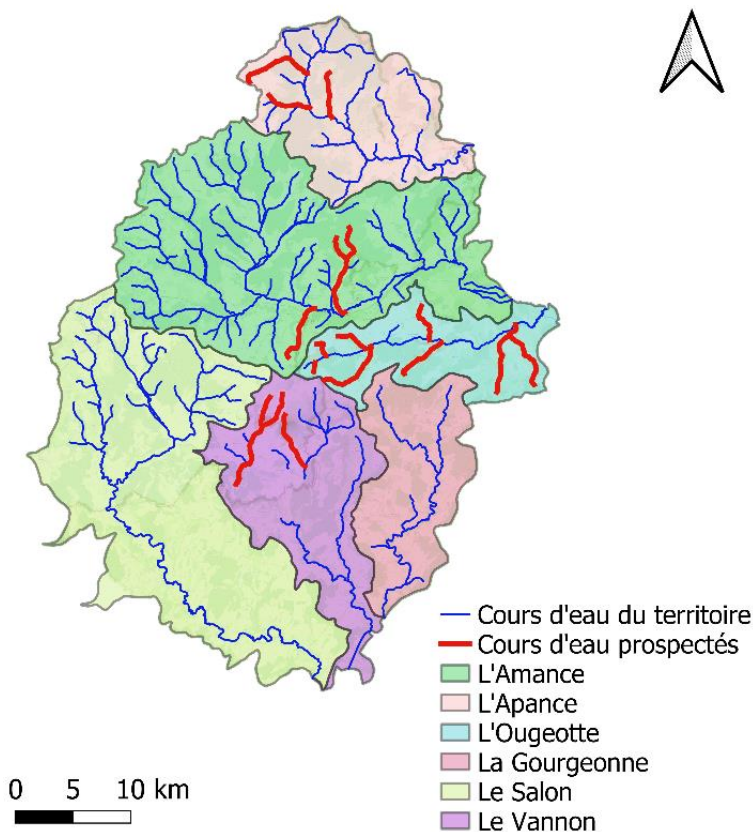 Cours d'eau du territoire
Cours d'eau prospectés
L'Amance
L'Apance
L'Ougeotte
La Gourgeonne
Le Salon
Le Vannon
0 5 10 km